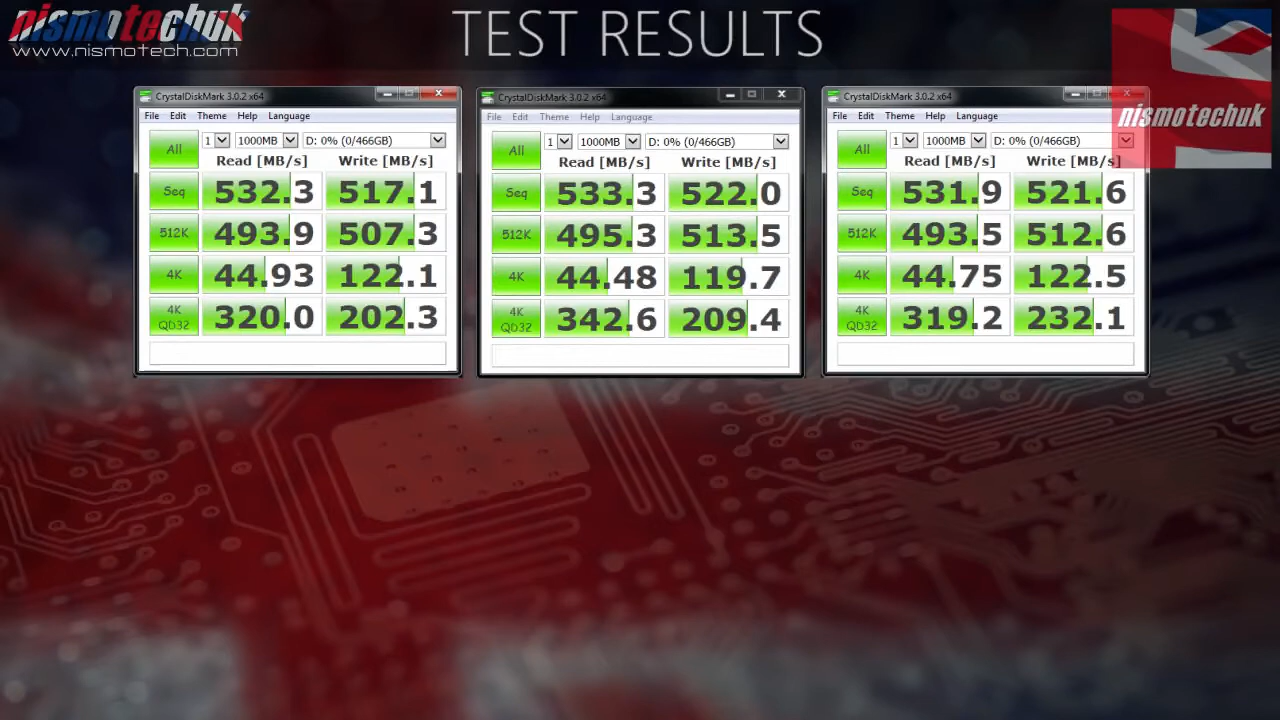 nismotechuk
www.nismotech.com
TEST RESULTS
nismotechuk
CrystalDiskMark 3.0.2 x64
File Edit Theme Help Language
All 1 1000MB D: 0% (0/466GB)
Read [MB/s] Write [MB/s]
Seq 532.3 517.1
512K 493.9 507.3
4K 44.93 122.1
4K QD32 320.0 202.3
CrystalDiskMark 3.0.2 x64
File Edit Theme Help Language
All 1 1000MB D: 0% (0/466GB)
Read [MB/s] Write [MB/s]
Seq 533.3 522.0
512K 495.3 513.5
4K 44.48 119.7
4K QD32 342.6 209.4
CrystalDiskMark 3.0.2 x64
File Edit Theme Help Language
All 1 1000MB D: 0% (0/466GB)
Read [MB/s] Write [MB/s]
Seq 531.9 521.6
512K 493.5 512.6
4K 44.75 122.5
4K QD32 319.2 232.1